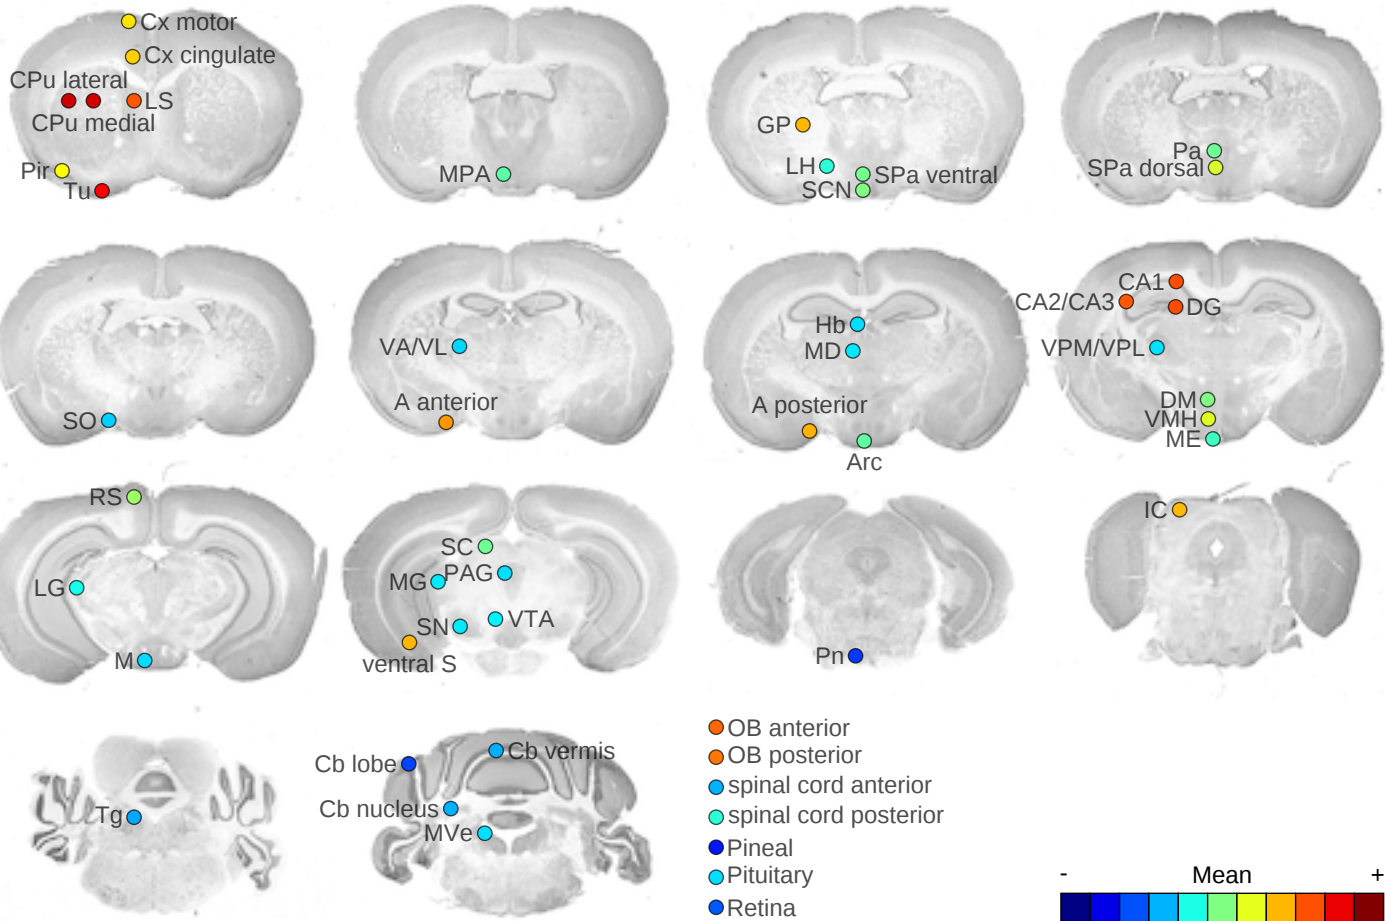 Cx motor
Cx cingulate
CPu lateral
LS
CPu medial
Pir
Tu
MPA
GP
LH
SPa ventral
SCN
Pa
SPa dorsal
SO
VA/VL
A anterior
Hb
MD
A posterior
Arc
CA1
CA2/CA3
DG
VPM/VPL
DM
VMH
ME
RS
LG
M
SC
PAG
MG
SN
VTA
ventral S
Pn
IC
Tg
Cb lobe
Cb vermis
Cb nucleus
MVe
OB anterior
OB posterior
spinal cord anterior
spinal cord posterior
Pineal
Pituitary
Retina
- Mean +